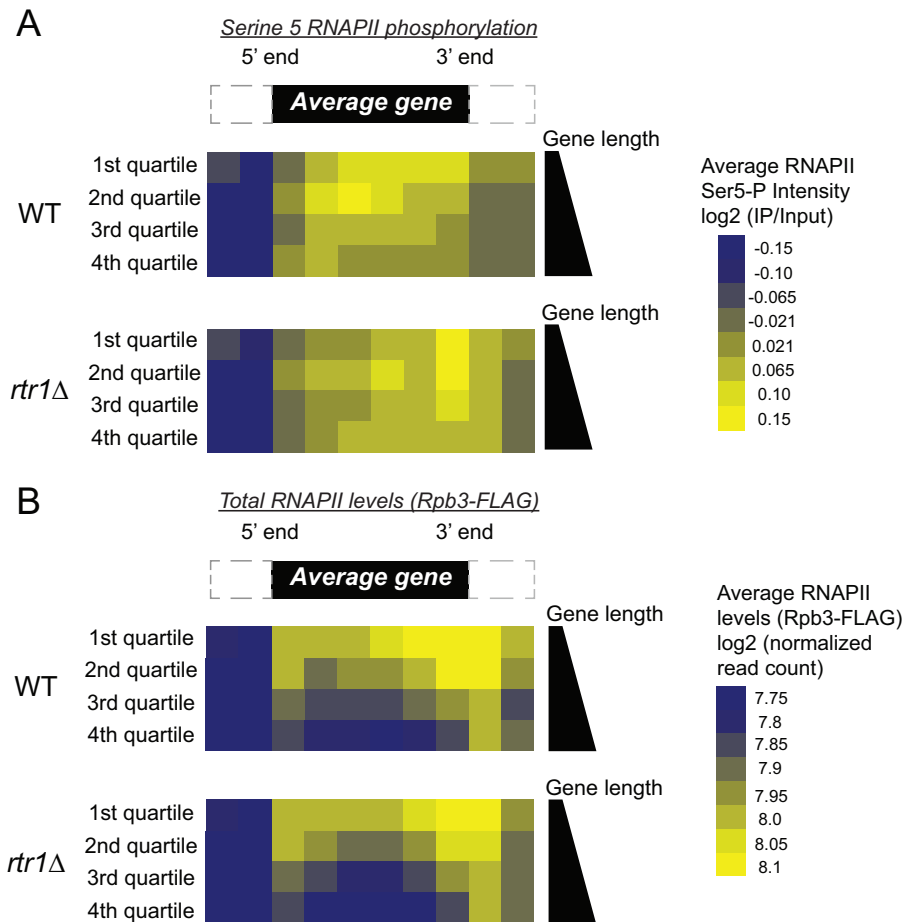 A
Serine 5 RNAPII phosphorylation
5’ end
3’ end
Average gene
Gene length
WT
1st quartile
2nd quartile
3rd quartile
4th quartile
Average RNAPII
Ser5-P Intensity
log2 (IP/Input)
-0.15
-0.10
-0.065
-0.021
0.021
0.065
0.10
0.15
Gene length
rtr1Δ
1st quartile
2nd quartile
3rd quartile
4th quartile
B
Total RNAPII levels (Rpb3-FLAG)
5’ end
3’ end
Average gene
Gene length
WT
1st quartile
2nd quartile
3rd quartile
4th quartile
Average RNAPII
levels (Rpb3-FLAG)
log2 (normalized
read count)
7.75
7.8
7.85
7.9
7.95
8.0
8.05
8.1
Gene length
rtr1Δ
1st quartile
2nd quartile
3rd quartile
4th quartile